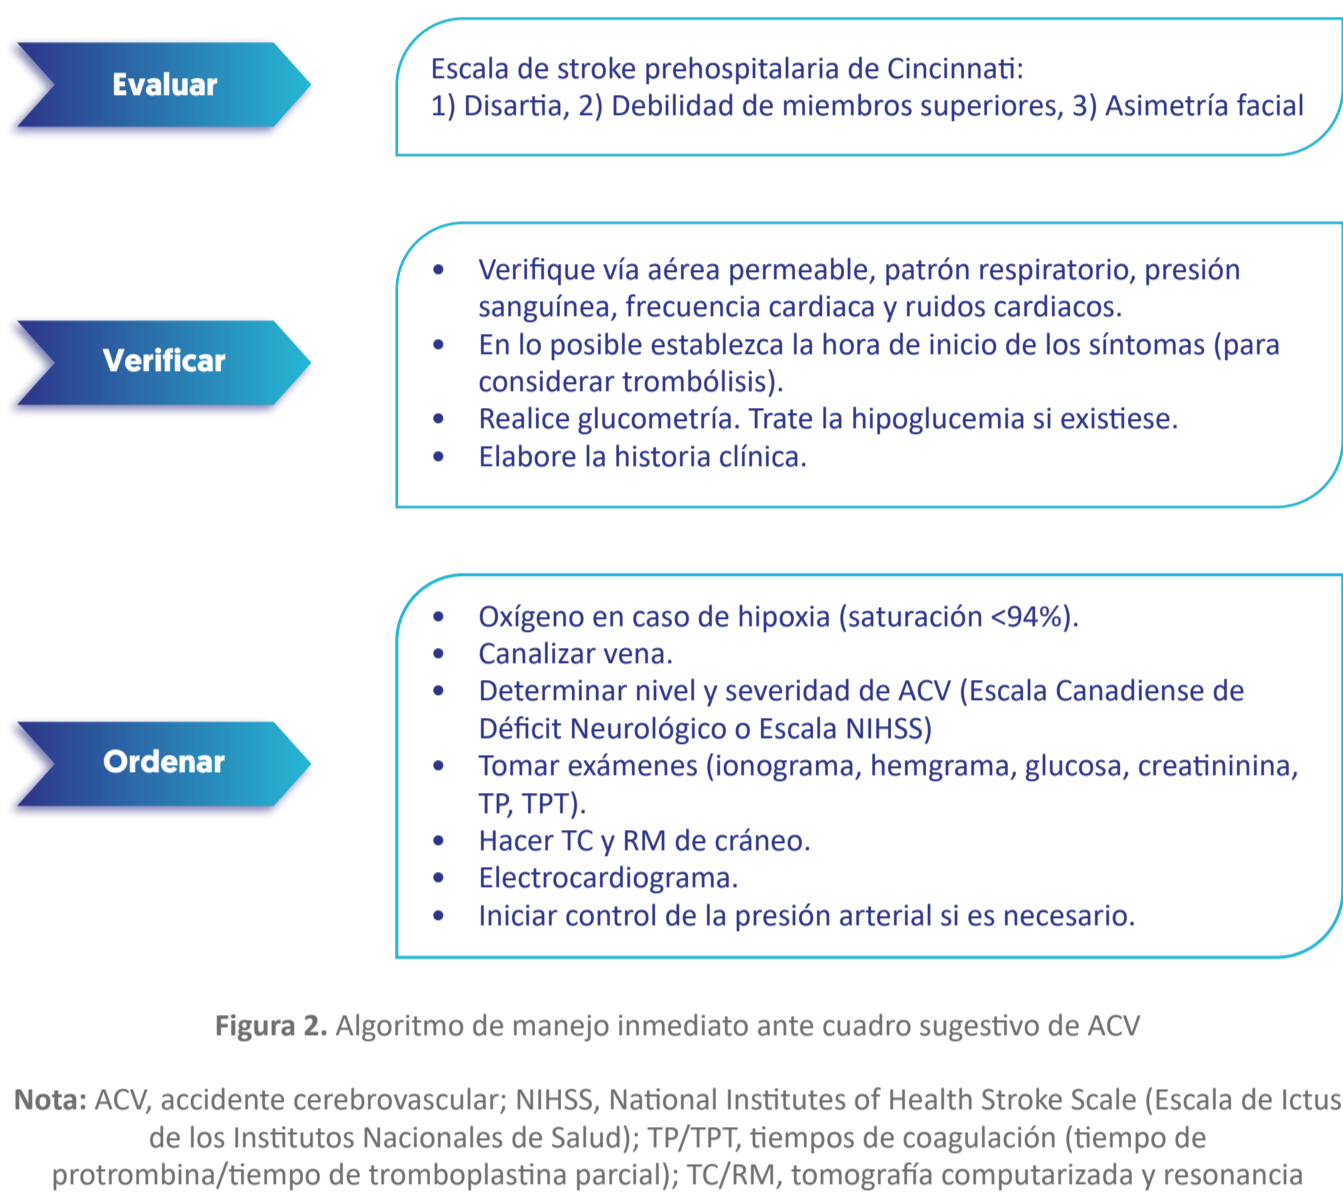 Evaluar
Escala de stroke prehospitalaria de Cincinnati:
1) Disartia, 2) Debilidad de miembros superiores, 3) Asimetría facial
Verificar
• Verifique vía aérea permeable, patrón respiratorio, presión
sanguínea, frecuencia cardiaca y ruidos cardiacos.
• En lo posible establezca la hora de inicio de los síntomas (para
considerar trombólisis).
• Realice glucometría. Trate la hipoglucemia si existiese.
• Elabore la historia clínica.
Ordenar
• Oxígeno en caso de hipoxia (saturación <94%).
• Canalizar vena.
• Determinar nivel y severidad de ACV (Escala Canadiense de
Déficit Neurológico o Escala NIHSS)
• Tomar exámenes (ionograma, hemgrama, glucosa, creatininina,
TP, TPT).
• Hacer TC y RM de cráneo.
• Electrocardiograma.
• Iniciar control de la presión arterial si es necesario.
Figura 2. Algoritmo de manejo inmediato ante cuadro sugestivo de ACV
Nota: ACV, accidente cerebrovascular; NIHSS, National Institutes of Health Stroke Scale (Escala de Ictus
de los Institutos Nacionales de Salud); TP/TPT, tiempos de coagulación (tiempo de
protrombina/tiempo de tromboplastina parcial); TC/RM, tomografía computarizada y resonancia